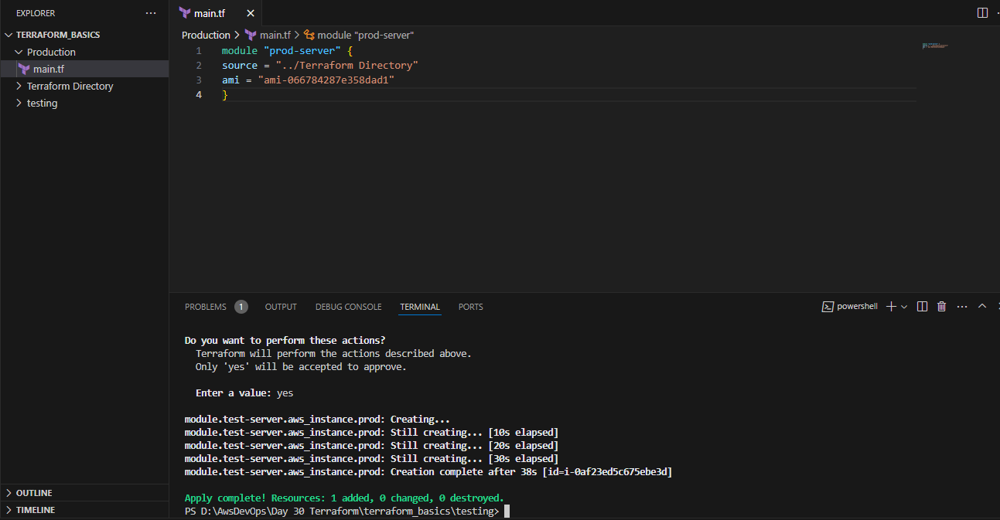 EXPLORER
TERRAFORM_BASICS
Production
main.tf
Terraform Directory
testing
OUTLINE
TIMELINE
main.tf
Production > main.tf > module "prod-server"
1 module "prod-server" {
2 source = "../Terraform Directory"
3 ami = "ami-066784287e358dad1"
4 }
PROBLEMS 1 OUTPUT DEBUG CONSOLE TERMINAL PORTS powershell
Do you want to perform these actions?
Terraform will perform the actions described above.
Only 'yes' will be accepted to approve.
Enter a value: yes
module.test-server.aws_instance.prod: Creating...
module.test-server.aws_instance.prod: Still creating... [10s elapsed]
module.test-server.aws_instance.prod: Still creating... [20s elapsed]
module.test-server.aws_instance.prod: Still creating... [30s elapsed]
module.test-server.aws_instance.prod: Creation complete after 38s [id=i-0af23ed5c675ebe3d]
Apply complete! Resources: 1 added, 0 changed, 0 destroyed.
PS D:\AwsDevOps\Day 30 Terraform\terraform_basics\testing>